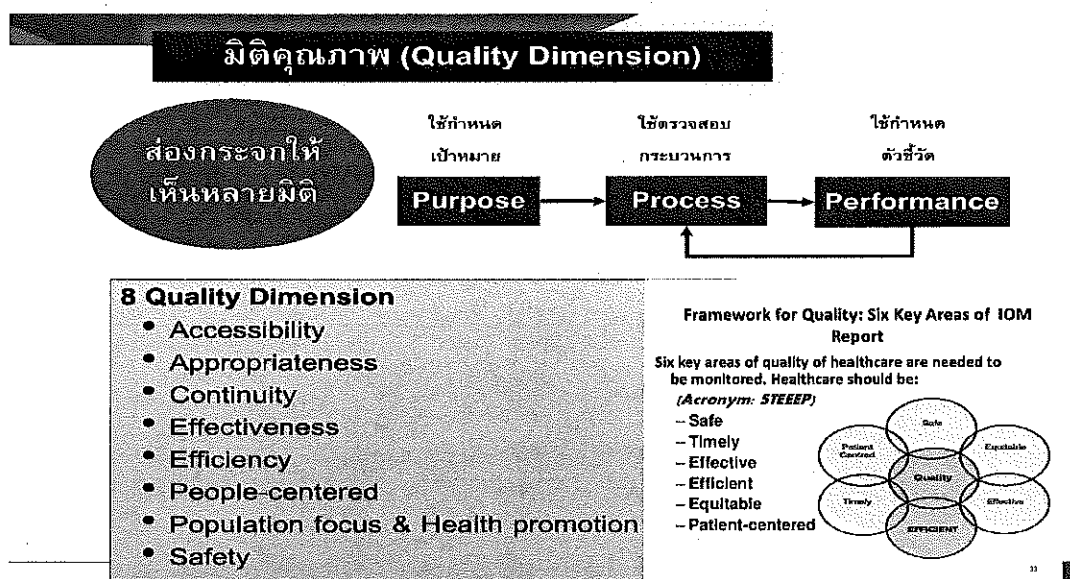 มิติคุณภาพ (Quality Dimension)
ส่องกระจกให้
เห็นหลายมิติ
ใช้กำหนด
เป้าหมาย
Purpose
ใช้ตรวจสอบ
กระบวนการ
Process
ใช้กำหนด
ตัวชี้วัด
Performance
8 Quality Dimension
• Accessibility
• Appropriateness
• Continuity
• Effectiveness
• Efficiency
• People-centered
• Population focus & Health promotion
• Safety
Framework for Quality: Six Key Areas of IOM
Report
Six key areas of quality of healthcare are needed to
be monitored. Healthcare should be:
(Acronym: STEEEP)
– Safe
– Timely
– Effective
– Efficient
– Equitable
– Patient-centered
Safe
Patient
Centred
Equitable
Quality
Timely
Effective
EFFICIENT
33